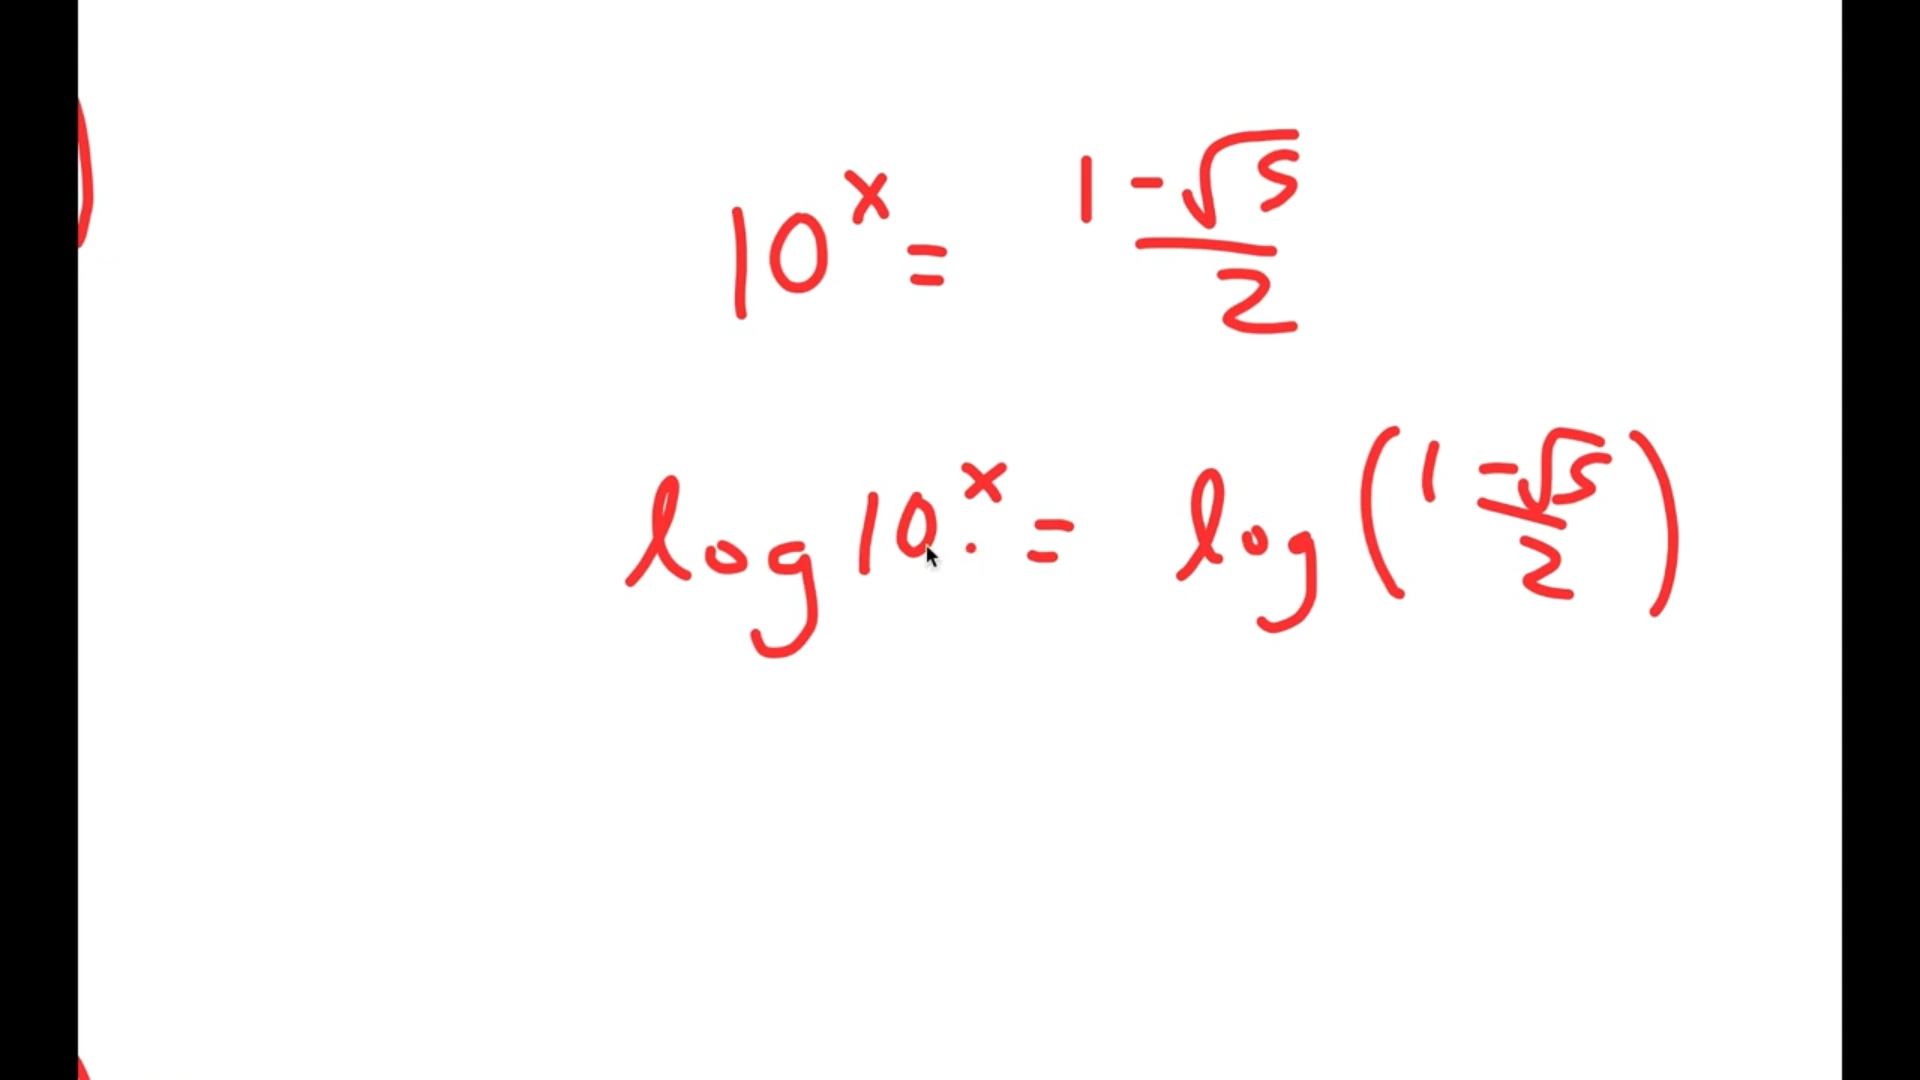 10^x = (1-√5)/2
log 10^x = log((1-√5)/2)